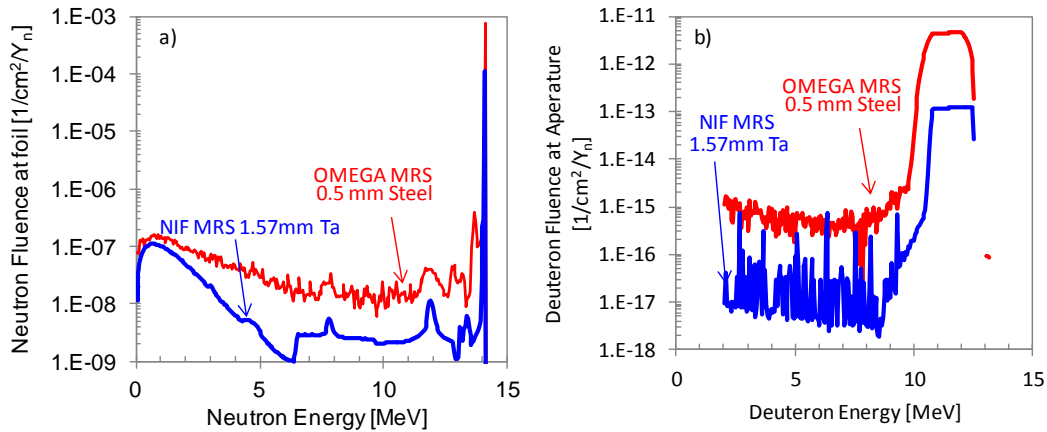 a)
Neutron Fluence at foil [1/cm²/Yₙ]
1.E-03
1.E-04
1.E-05
1.E-06
1.E-07
1.E-08
1.E-09
OMEGA MRS
0.5 mm Steel
NIF MRS 1.57mm Ta
0
5
10
15
Neutron Energy [MeV]
b)
Deuteron Fluence at Aperature
[1/cm²/Yₙ]
1.E-11
1.E-12
1.E-13
1.E-14
1.E-15
1.E-16
1.E-17
1.E-18
OMEGA MRS
0.5 mm Steel
NIF MRS
1.57mm Ta
0
5
10
15
Deuteron Energy [MeV]